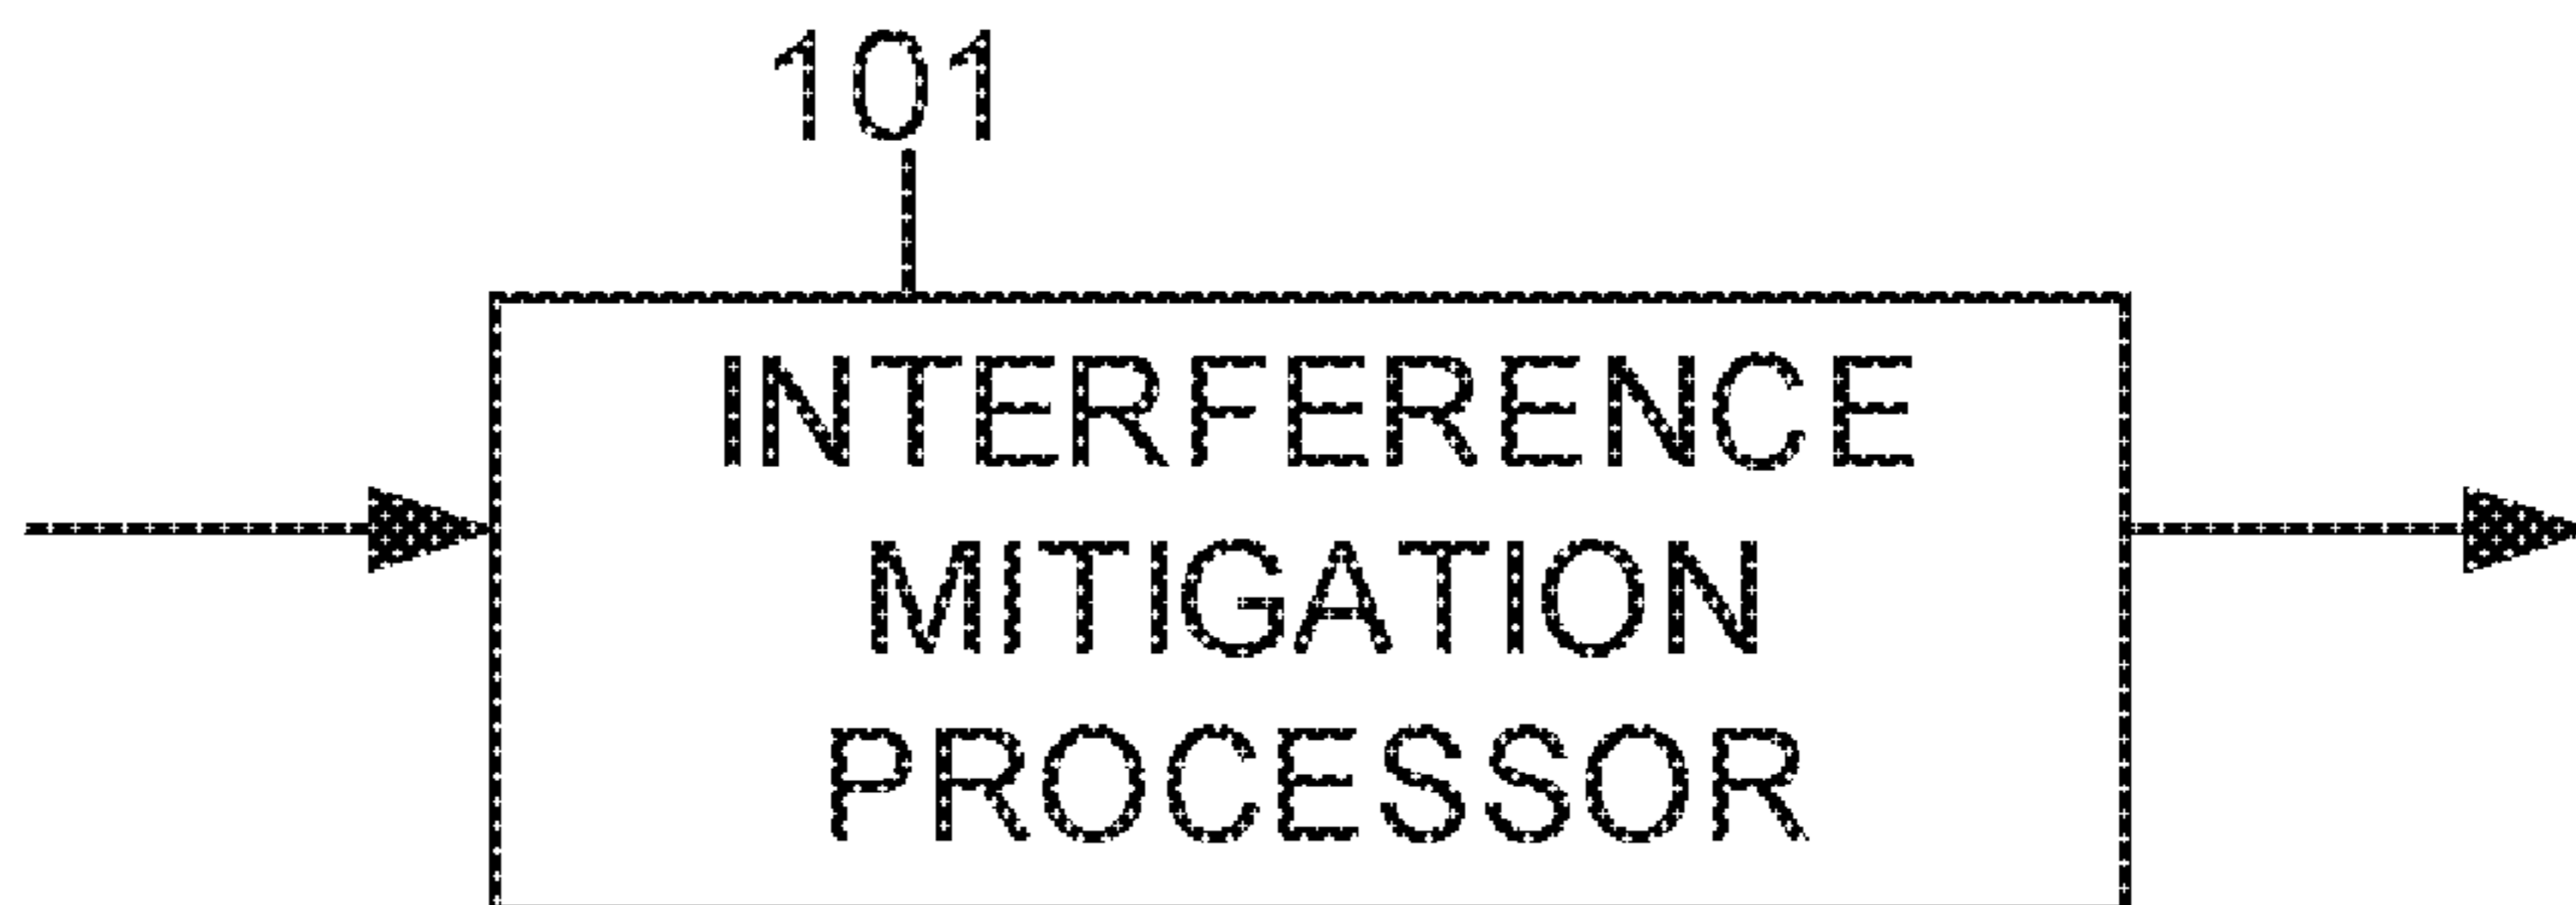 101
INTERFERENCE
MITIGATION
PROCESSOR